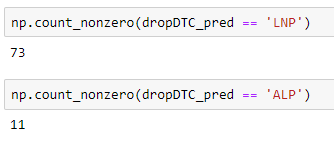 np.count_nonzero(dropDTC_pred == 'LNP')
73
np.count_nonzero(dropDTC_pred == 'ALP')
11